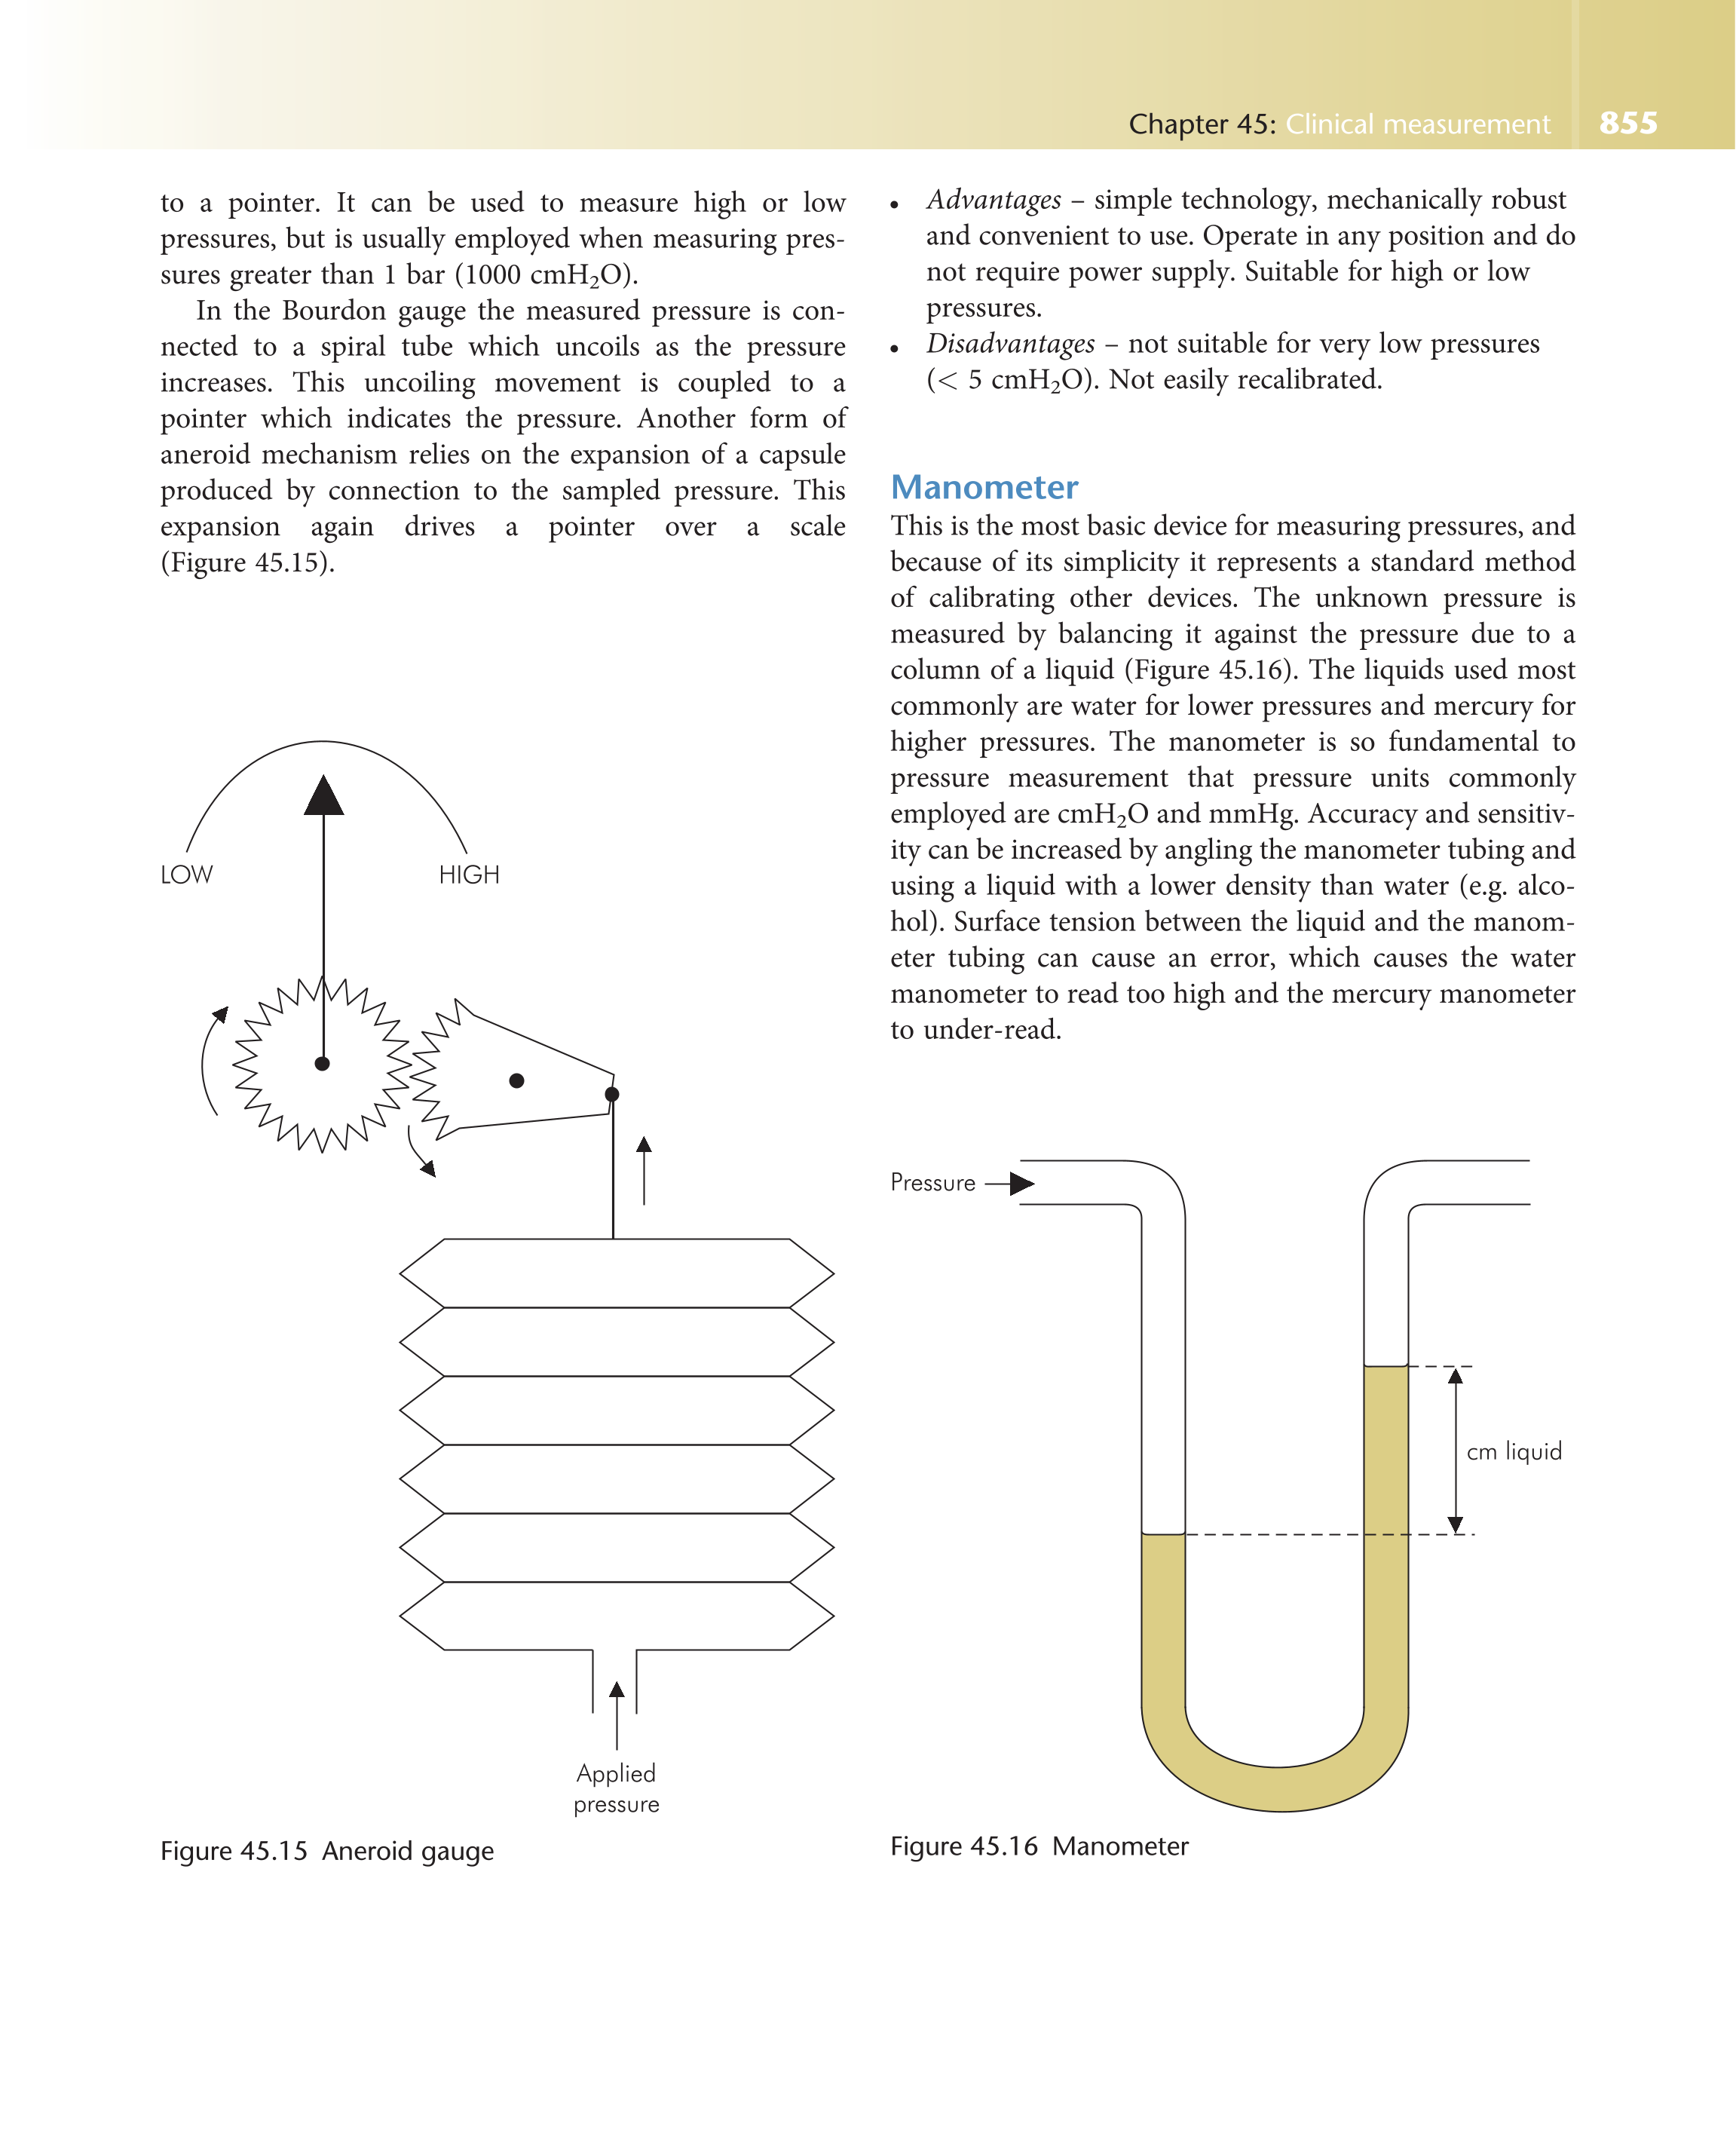 Chapter 45: Clinical measurement 855
to a pointer. It can be used to measure high or low
pressures, but is usually employed when measuring pres-
sures greater than 1 bar (1000 cmH₂O).
In the Bourdon gauge the measured pressure is con-
nected to a spiral tube which uncoils as the pressure
increases. This uncoiling movement is coupled to a
pointer which indicates the pressure. Another form of
aneroid mechanism relies on the expansion of a capsule
produced by connection to the sampled pressure. This
expansion again drives a pointer over a scale
(Figure 45.15).
LOW
HIGH
Applied
pressure
Figure 45.15 Aneroid gauge
• Advantages – simple technology, mechanically robust
and convenient to use. Operate in any position and do
not require power supply. Suitable for high or low
pressures.
• Disadvantages – not suitable for very low pressures
(< 5 cmH₂O). Not easily recalibrated.
Manometer
This is the most basic device for measuring pressures, and
because of its simplicity it represents a standard method
of calibrating other devices. The unknown pressure is
measured by balancing it against the pressure due to a
column of a liquid (Figure 45.16). The liquids used most
commonly are water for lower pressures and mercury for
higher pressures. The manometer is so fundamental to
pressure measurement that pressure units commonly
employed are cmH₂O and mmHg. Accuracy and sensitiv-
ity can be increased by angling the manometer tubing and
using a liquid with a lower density than water (e.g. alco-
hol). Surface tension between the liquid and the manom-
eter tubing can cause an error, which causes the water
manometer to read too high and the mercury manometer
to under-read.
Pressure
cm liquid
Figure 45.16 Manometer